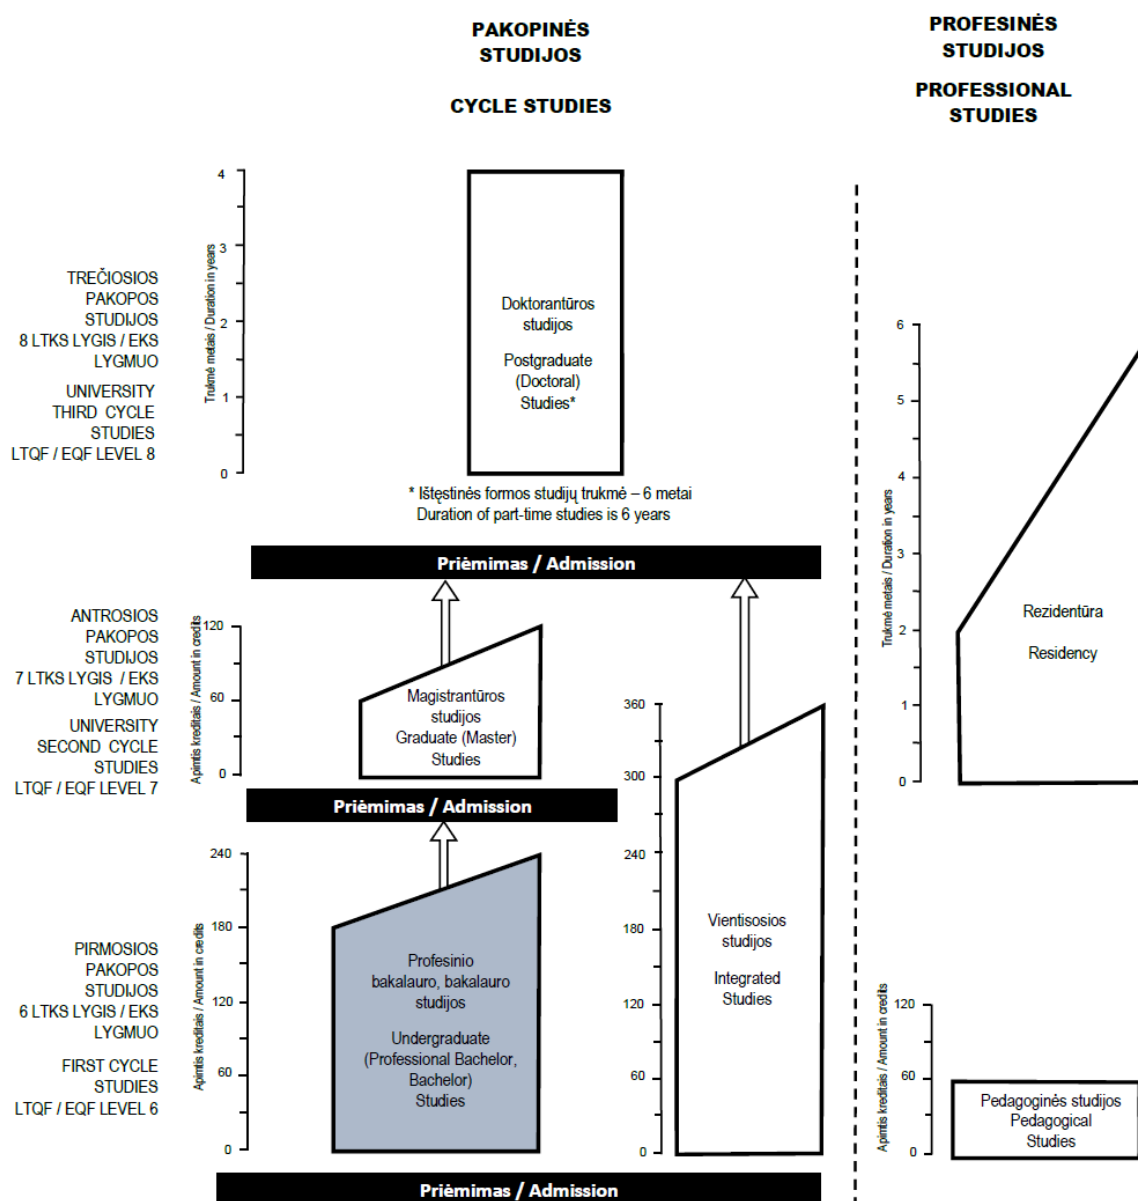 PAKOPINĖS
STUDIJOS
CYCLE STUDIES
PROFESINĖS
STUDIJOS
PROFESSIONAL
STUDIES
TREČIOSIOS
PAKOPOS
STUDIJOS
8 LTKS LYGIS / EKS
LYGMUO
UNIVERSITY
THIRD CYCLE
STUDIES
LTQF / EQF LEVEL 8
Trukmė metais / Duration in years
4
3
2
1
0
Doktorantūros
studijos
Postgraduate
(Doctoral)
Studies*
* Ištęstinės formos studijų trukmė – 6 metai
Duration of part-time studies is 6 years
Priėmimas / Admission
ANTROSIOS
PAKOPOS
STUDIJOS
7 LTKS LYGIS / EKS
LYGMUO
UNIVERSITY
SECOND CYCLE
STUDIES
LTQF / EQF LEVEL 7
Apimtis kreditais / Amount in credits
120
60
0
Magistrantūros
studijos
Graduate (Master)
Studies
Priėmimas / Admission
PIRMOSIOS
PAKOPOS
STUDIJOS
6 LTKS LYGIS / EKS
LYGMUO
FIRST CYCLE
STUDIES
LTQF / EQF LEVEL 6
Apimtis kreditais / Amount in credits
240
180
120
60
0
Profesinio
bakalauro, bakalauro
studijos
Undergraduate
(Professional Bachelor,
Bachelor)
Studies
360
300
240
180
120
60
0
Vientisosios
studijos
Integrated
Studies
Priėmimas / Admission
Trukmė metais / Duration in years
6
5
4
3
2
1
0
Rezidentūra
Residency
Apimtis kreditais / Amount in credits
120
60
0
Pedagoginės studijos
Pedagogical
Studies